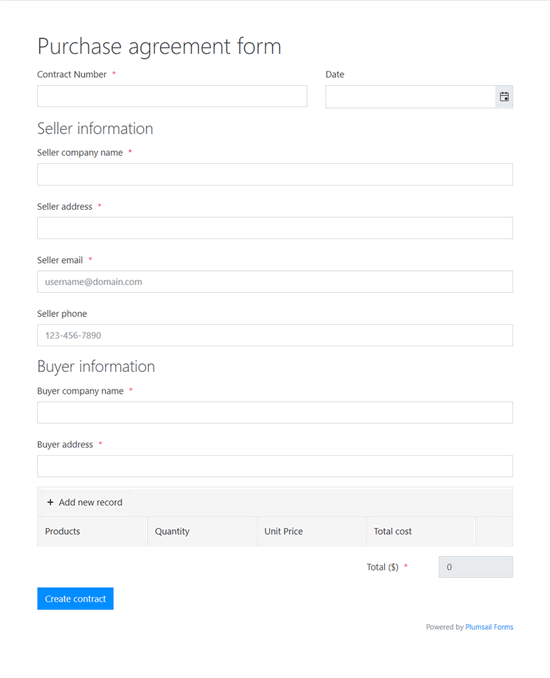 Purchase agreement form
Contract Number * Date
Seller information
Seller company name *
Seller address *
Seller email *
username@domain.com
Seller phone
123-456-7890
Buyer information
Buyer company name *
Buyer address *
+ Add new record
Products Quantity Unit Price Total cost
Total ($) * 0
Create contract
Powered by Plumsail Forms